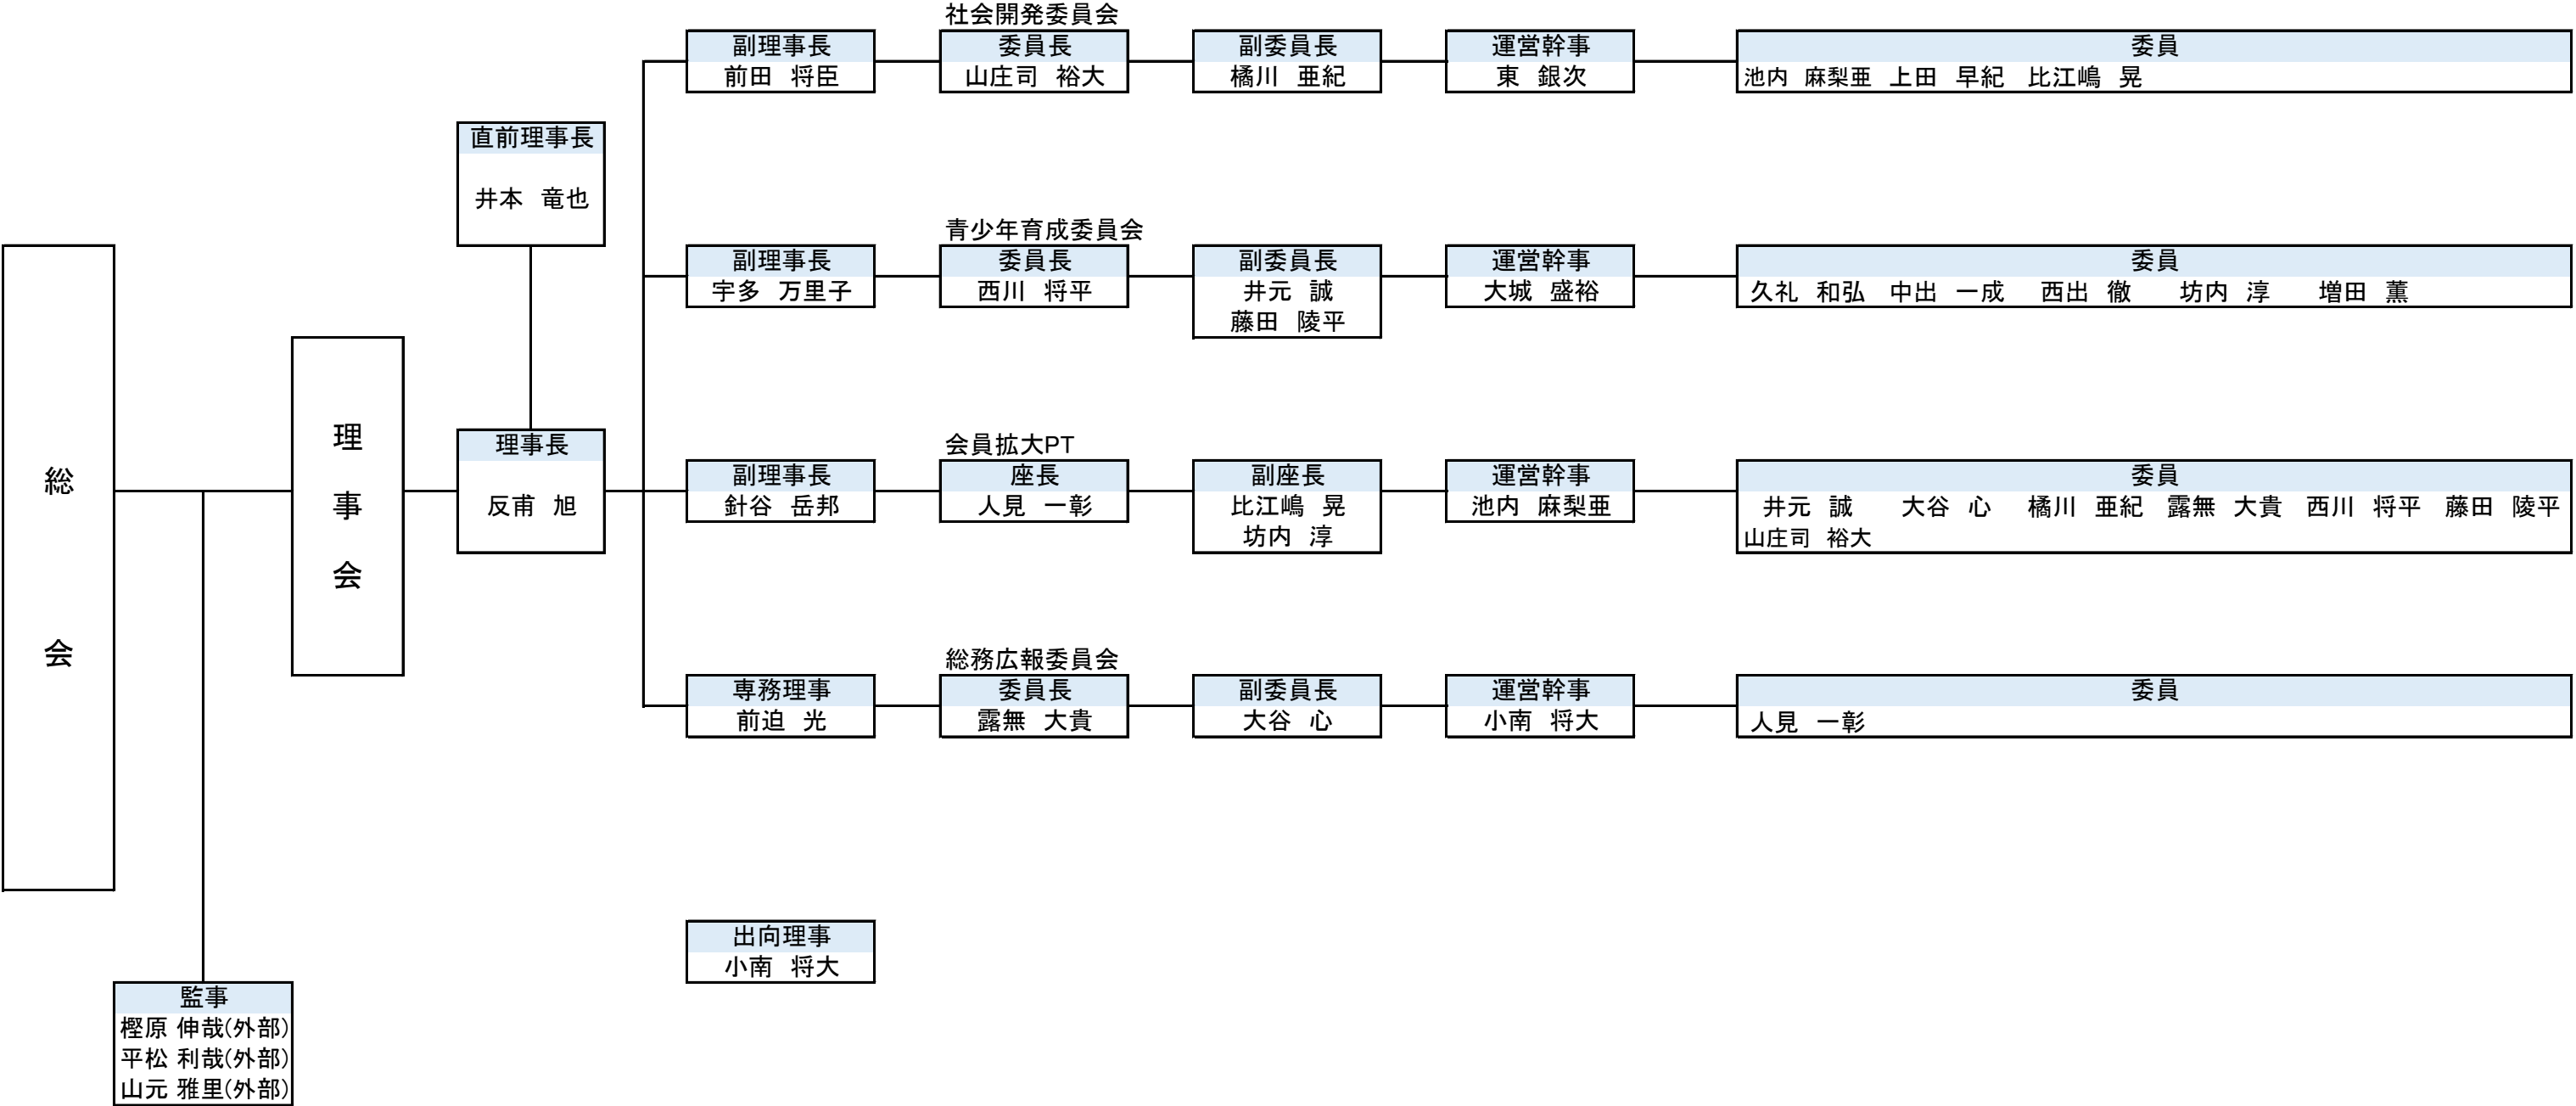 社会開発委員会
副理事長 委員長 副委員長 運営幹事 委員
前田 将臣 山庄司 裕大 橘川 亜紀 東 銀次 池内 麻梨亜 上田 早紀 比江嶋 晃
直前理事長
井本 竜也
青少年育成委員会
副理事長 委員長 副委員長 運営幹事 委員
宇多 万里子 西川 将平 井元 誠 大城 盛裕 久礼 和弘 中出 一成 西出 徹 坊内 淳 増田 薫
藤田 陵平
総会
理事会
理事長
反甫 旭
会員拡大PT
副理事長 座長 副座長 運営幹事 委員
針谷 岳邦 人見 一彰 比江嶋 晃 池内 麻梨亜 井元 誠 大谷 心 橘川 亜紀 露無 大貴 西川 将平 藤田 陵平
坊内 淳 山庄司 裕大
総務広報委員会
専務理事 委員長 副委員長 運営幹事 委員
前迫 光 露無 大貴 大谷 心 小南 将大 人見 一彰
出向理事
小南 将大
監事
樫原 伸哉(外部)
平松 利哉(外部)
山元 雅里(外部)